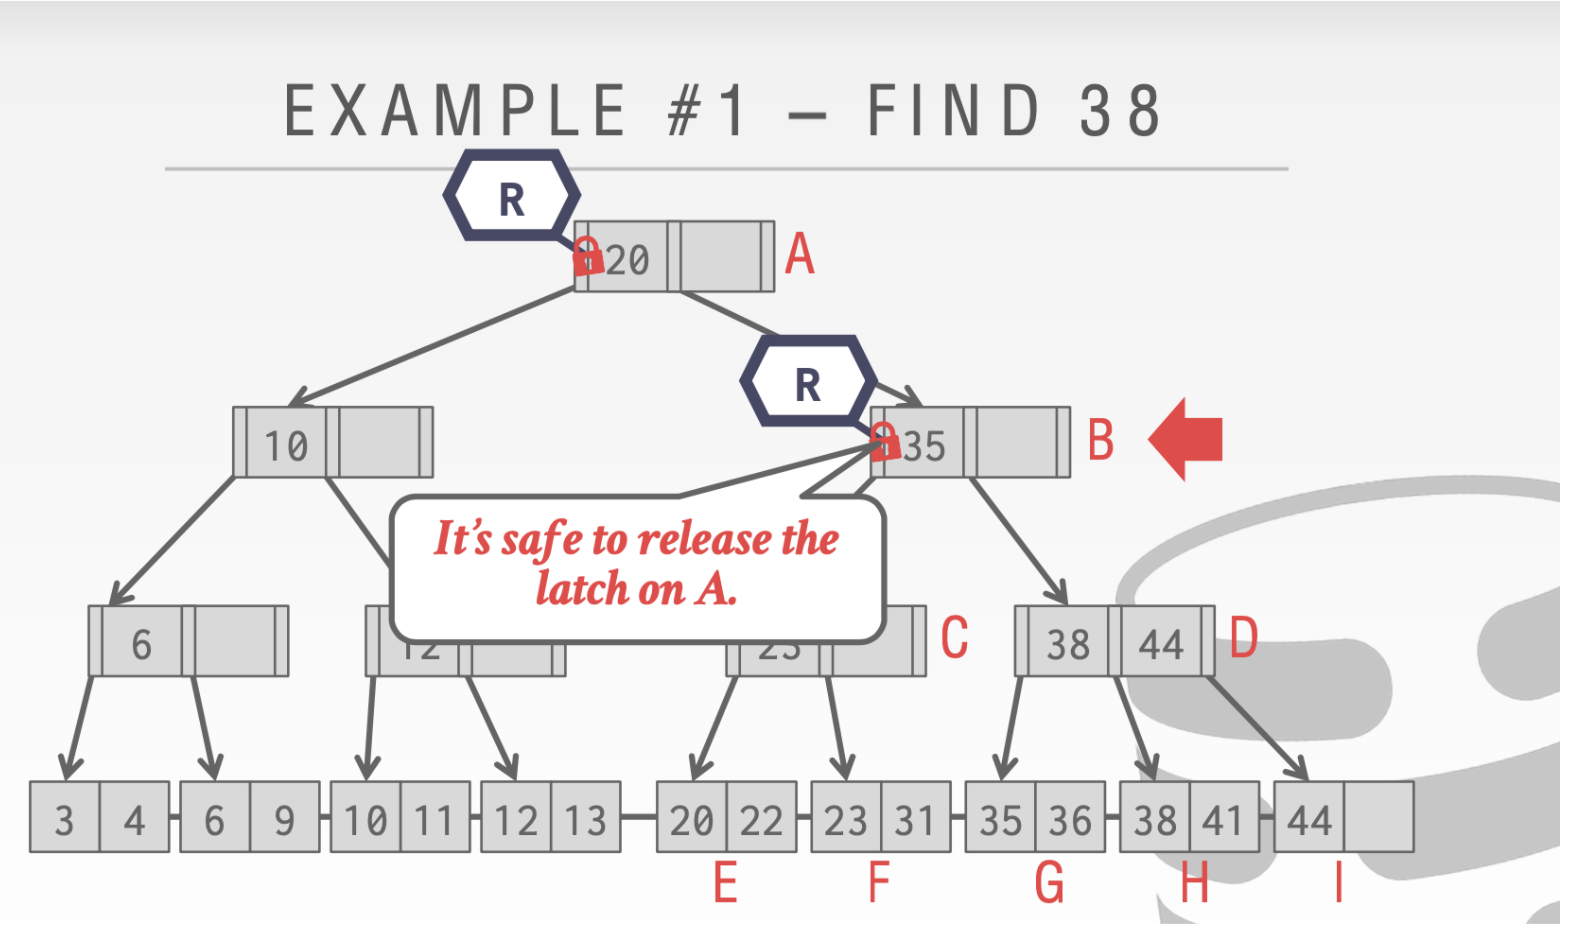 EXAMPLE #1 – FIND 38
R
20
A
R
10
35
B
It's safe to release the
latch on A.
6
12
23
C
38 44
D
3 4 6 9 10 11 12 13 20 22 23 31 35 36 38 41 44
E F G H I